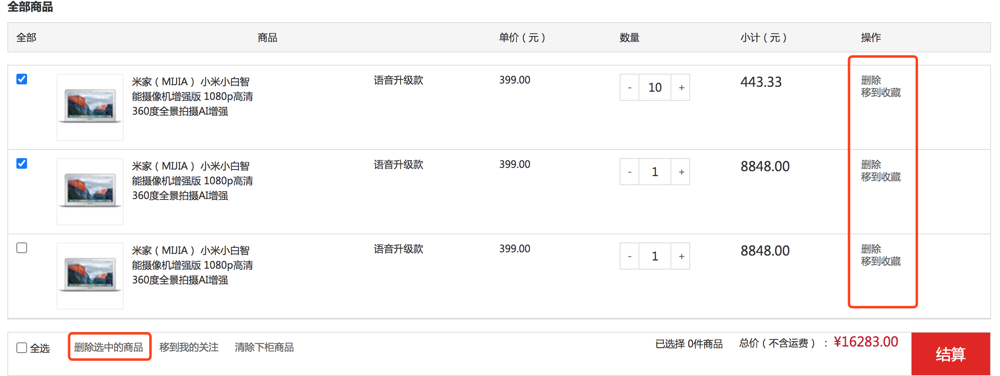 全部商品
全部 商品 单价（元） 数量 小计（元） 操作
米家（MIJIA） 小米小白智 语音升级款 399.00 - 10 + 443.33 删除
能摄像机增强版 1080p高清 移到收藏
360度全景拍摄AI增强
米家（MIJIA） 小米小白智 语音升级款 399.00 - 1 + 8848.00 删除
能摄像机增强版 1080p高清 移到收藏
360度全景拍摄AI增强
米家（MIJIA） 小米小白智 语音升级款 399.00 - 1 + 8848.00 删除
能摄像机增强版 1080p高清 移到收藏
360度全景拍摄AI增强
全选 删除选中的商品 移到我的关注 清除下柜商品 已选择 0件商品 总价（不含运费）： ¥16283.00 结算